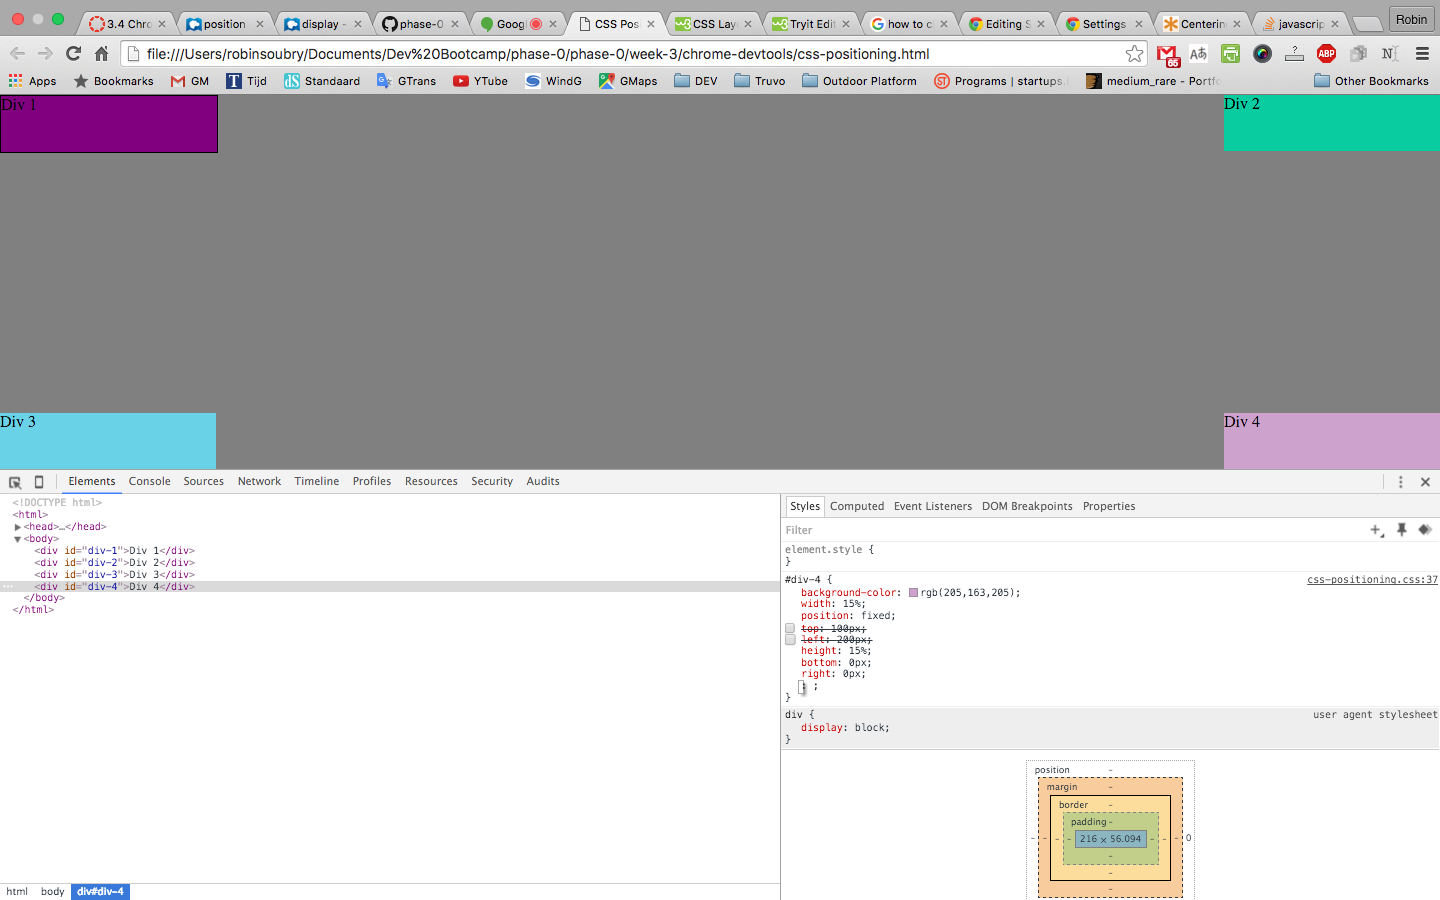 3.4 Chro
position
display -
phase-0
Goog
CSS Pos
CSS Lay
Tryit Edit
how to c
Editing S
Settings
Centerin
javascrip
Robin
file:///Users/robinsoubry/Documents/Dev%20Bootcamp/phase-0/phase-0/week-3/chrome-devtools/css-positioning.html
65
ABP
Apps
Bookmarks
GM
Tijd
Standaard
GTrans
YTube
WindG
GMaps
DEV
Truvo
Outdoor Platform
Programs | startups.
medium_rare - Portfo
Other Bookmarks
Div 1
Div 2
Div 3
Div 4
Elements Console Sources Network Timeline Profiles Resources Security Audits
<!DOCTYPE html>
<html>
<head>…</head>
<body>
<div id="div-1">Div 1</div>
<div id="div-2">Div 2</div>
<div id="div-3">Div 3</div>
<div id="div-4">Div 4</div>
</body>
</html>
html body div#div-4
Styles Computed Event Listeners DOM Breakpoints Properties
Filter
element.style {
}
#div-4 { css-positioning.css:37
background-color: rgb(205,163,205);
width: 15%;
position: fixed;
top: 100px;
left: 200px;
height: 15%;
bottom: 0px;
right: 0px;
: ;
}
div { user agent stylesheet
display: block;
}
position -
margin -
border -
padding -
- - - - 216 × 56.094 - - - 0
-
-
-